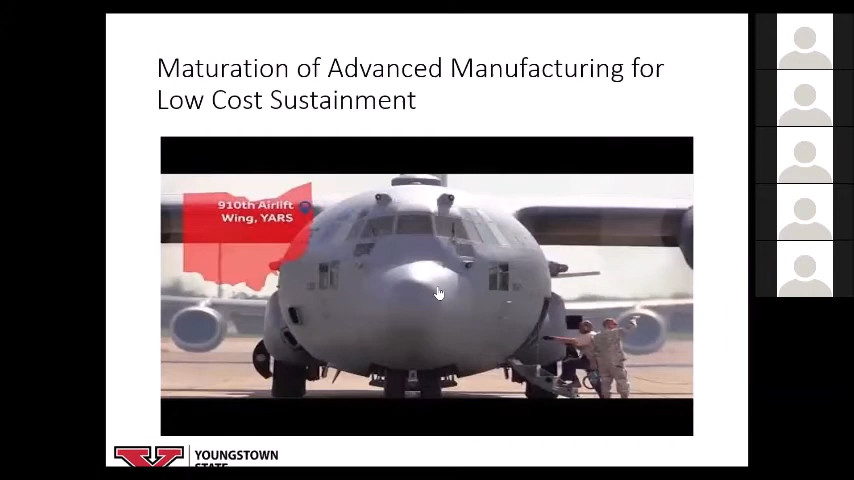 Maturation of Advanced Manufacturing for
Low Cost Sustainment
910th Airlift
Wing, YARS
YOUNGSTOWN
STATE